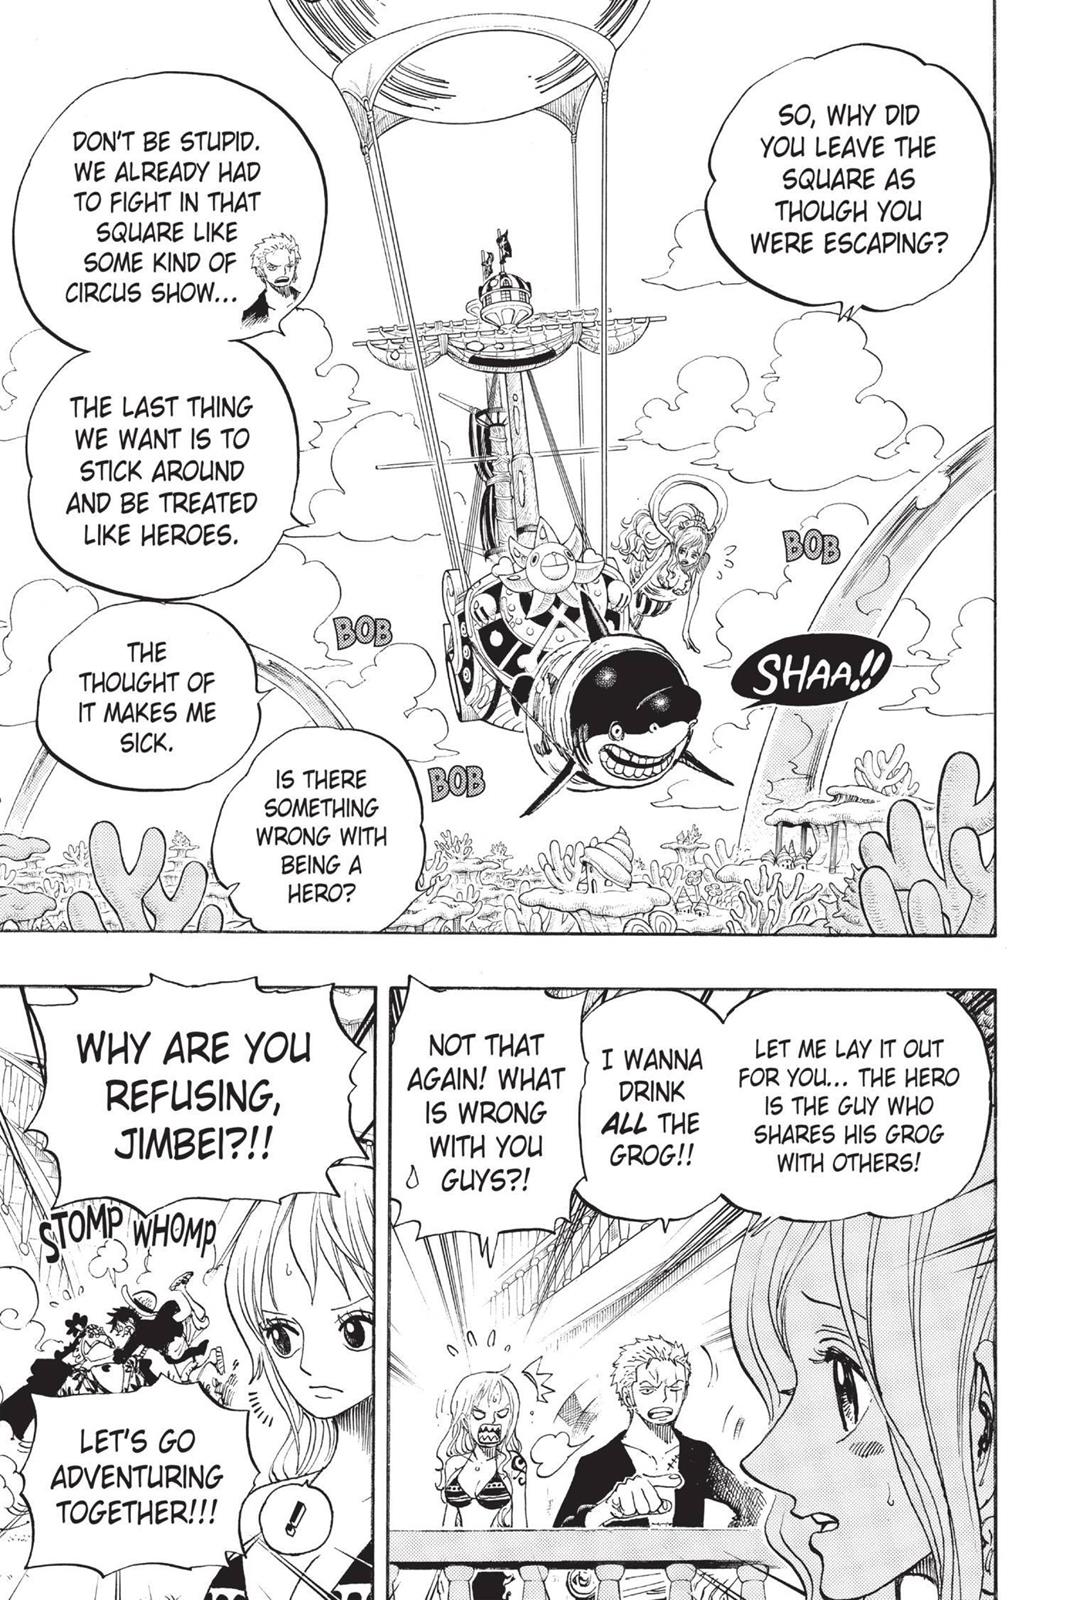 SO, WHY DID
YOU LEAVE THE
SQUARE AS
THOUGH YOU
WERE ESCAPING?
DON'T BE STUPID.
WE ALREADY HAD
TO FIGHT IN THAT
SQUARE LIKE
SOME KIND OF
CIRCUS SHOW...
THE LAST THING
WE WANT IS TO
STICK AROUND
AND BE TREATED
LIKE HEROES.
THE
THOUGHT OF
IT MAKES ME
SICK.
IS THERE
SOMETHING
WRONG WITH
BEING A
HERO?
BOB
BOB
BOB
SHAA!!
LET ME LAY IT OUT
FOR YOU... THE HERO
IS THE GUY WHO
SHARES HIS GROG
WITH OTHERS!
I WANNA
DRINK
ALL THE
GROG!!
NOT THAT
AGAIN! WHAT
IS WRONG
WITH YOU
GUYS?!
WHY ARE YOU
REFUSING,
JIMBEI?!!
STOMP WHOMP
LET'S GO
ADVENTURING
TOGETHER!!!
!